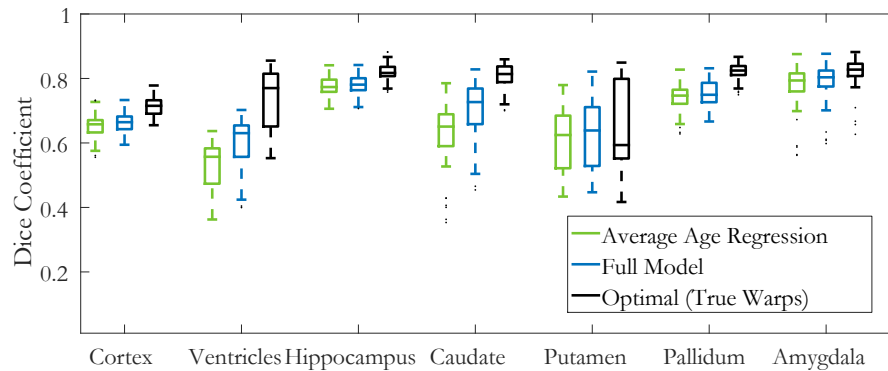 Dice Coefficient
1
0.8
0.6
0.4
0.2
Average Age Regression
Full Model
Optimal (True Warps)
Cortex Ventricles Hippocampus Caudate Putamen Pallidum Amygdala